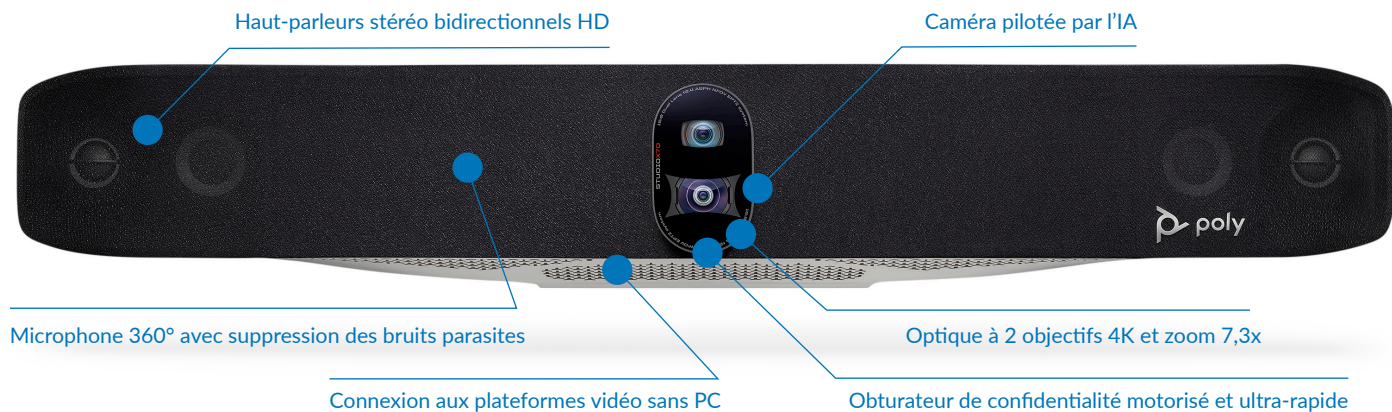 Haut-parleurs stéréo bidirectionnels HD
Caméra pilotée par l'IA
STUDIO X70
poly
Microphone 360° avec suppression des bruits parasites
Optique à 2 objectifs 4K et zoom 7,3x
Connexion aux plateformes vidéo sans PC
Obturateur de confidentialité motorisé et ultra-rapide